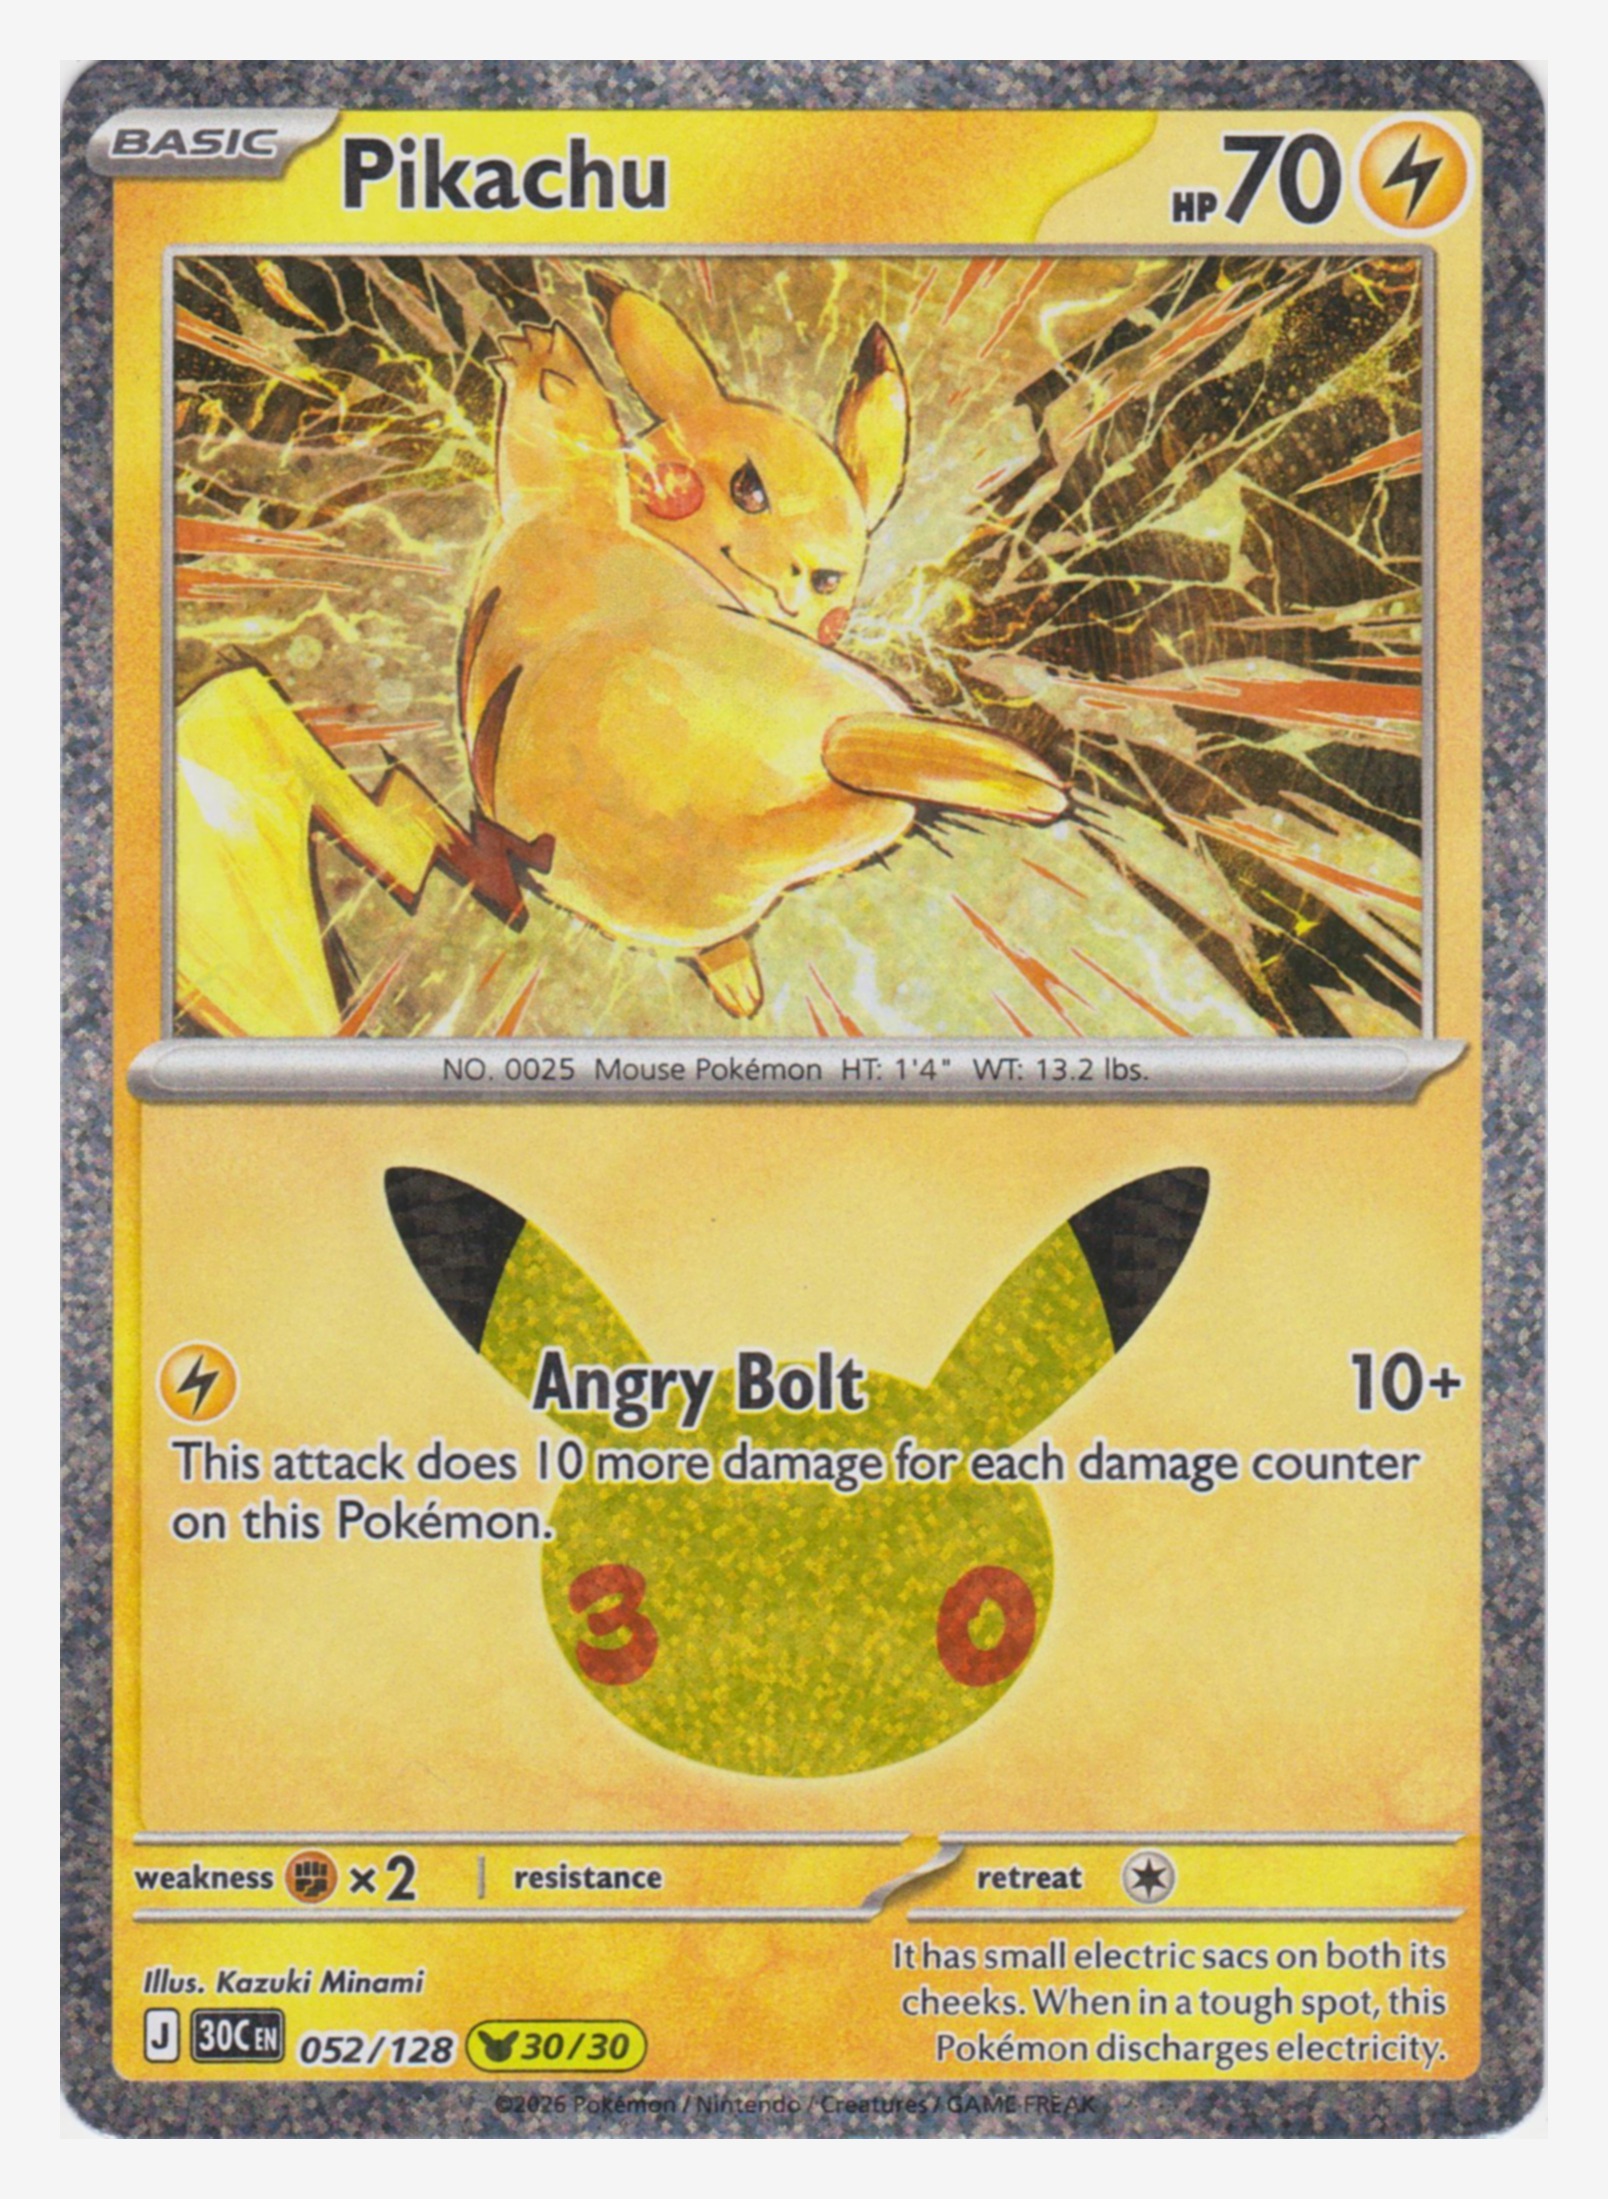 BASIC
Pikachu
HP 70
NO. 0025 Mouse Pokémon HT: 1'4" WT: 13.2 lbs.
Angry Bolt 10+
This attack does 10 more damage for each damage counter
on this Pokémon.
3 0
weakness ×2 resistance retreat
Illus. Kazuki Minami
It has small electric sacs on both its
cheeks. When in a tough spot, this
Pokémon discharges electricity.
J 30C EN 052/128 30/30
©2026 Pokémon / Nintendo / Creatures / GAME FREAK